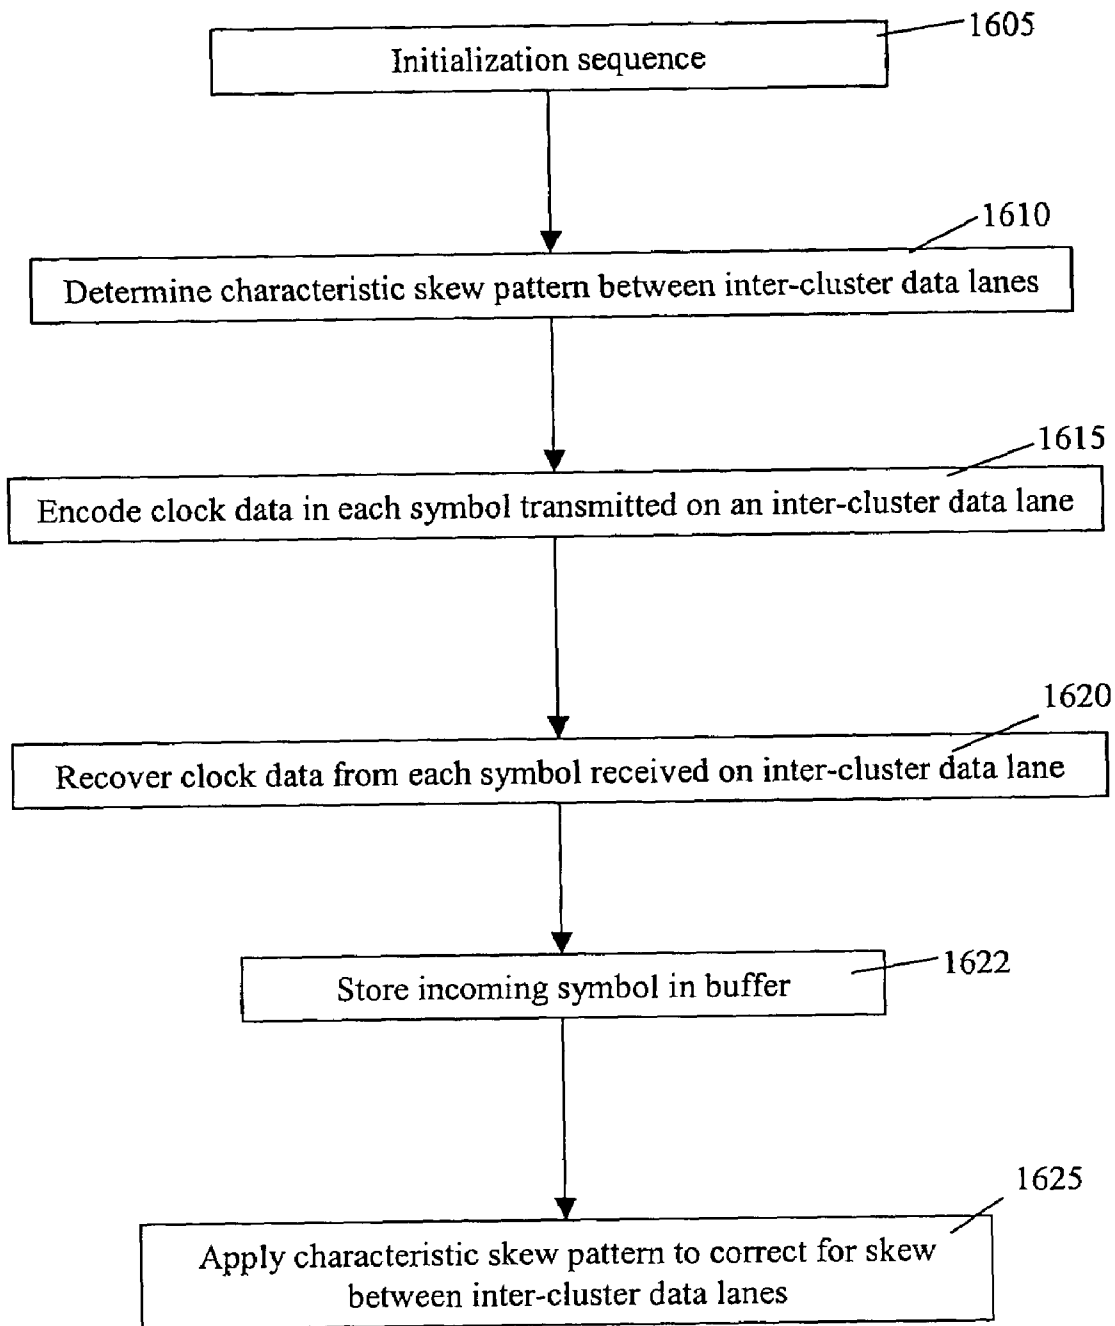 1605
Initialization sequence
1610
Determine characteristic skew pattern between inter-cluster data lanes
1615
Encode clock data in each symbol transmitted on an inter-cluster data lane
1620
Recover clock data from each symbol received on inter-cluster data lane
1622
Store incoming symbol in buffer
1625
Apply characteristic skew pattern to correct for skew
between inter-cluster data lanes